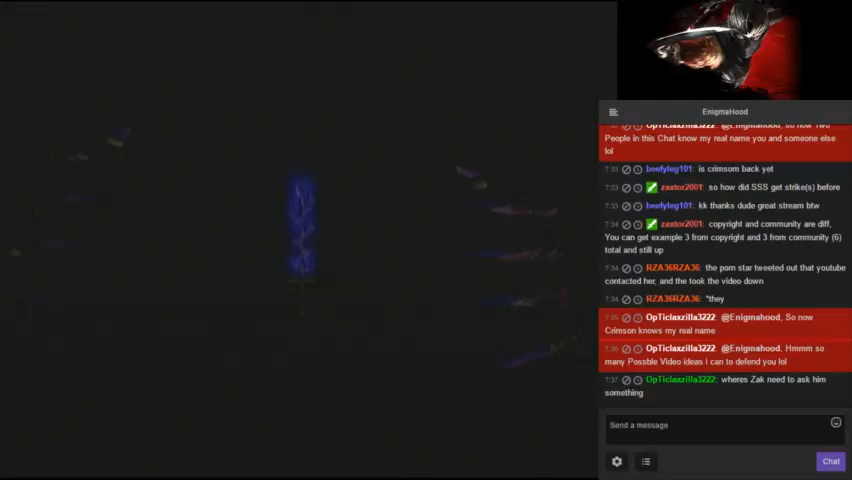 EnigmaHood
OpTiclaxzilla3222: @Enigmahood, so now Two
People in this Chat know my real name you and someone else
lol
7:33 beefyleg101: is crimsom back yet
7:33 zaxtor2001: so how did SSS get strike(s) before
7:33 beefyleg101: kk thanks dude great stream btw
7:34 zaxtor2001: copyright and community are diff,
You can get example 3 from copyright and 3 from community (6)
total and still up
7:34 RZA36RZA36: the porn star tweeted out that youtube
contacted her, and the took the video down
7:34 RZA36RZA36: *they
7:35 OpTiclaxzilla3222: @Enigmahood, So now
Crimson knows my real name
7:36 OpTiclaxzilla3222: @Enigmahood, Hmmm so
many Possble Video ideas I can to defend you lol
7:37 OpTiclaxzilla3222: wheres Zak need to ask him
something
Send a message
Chat